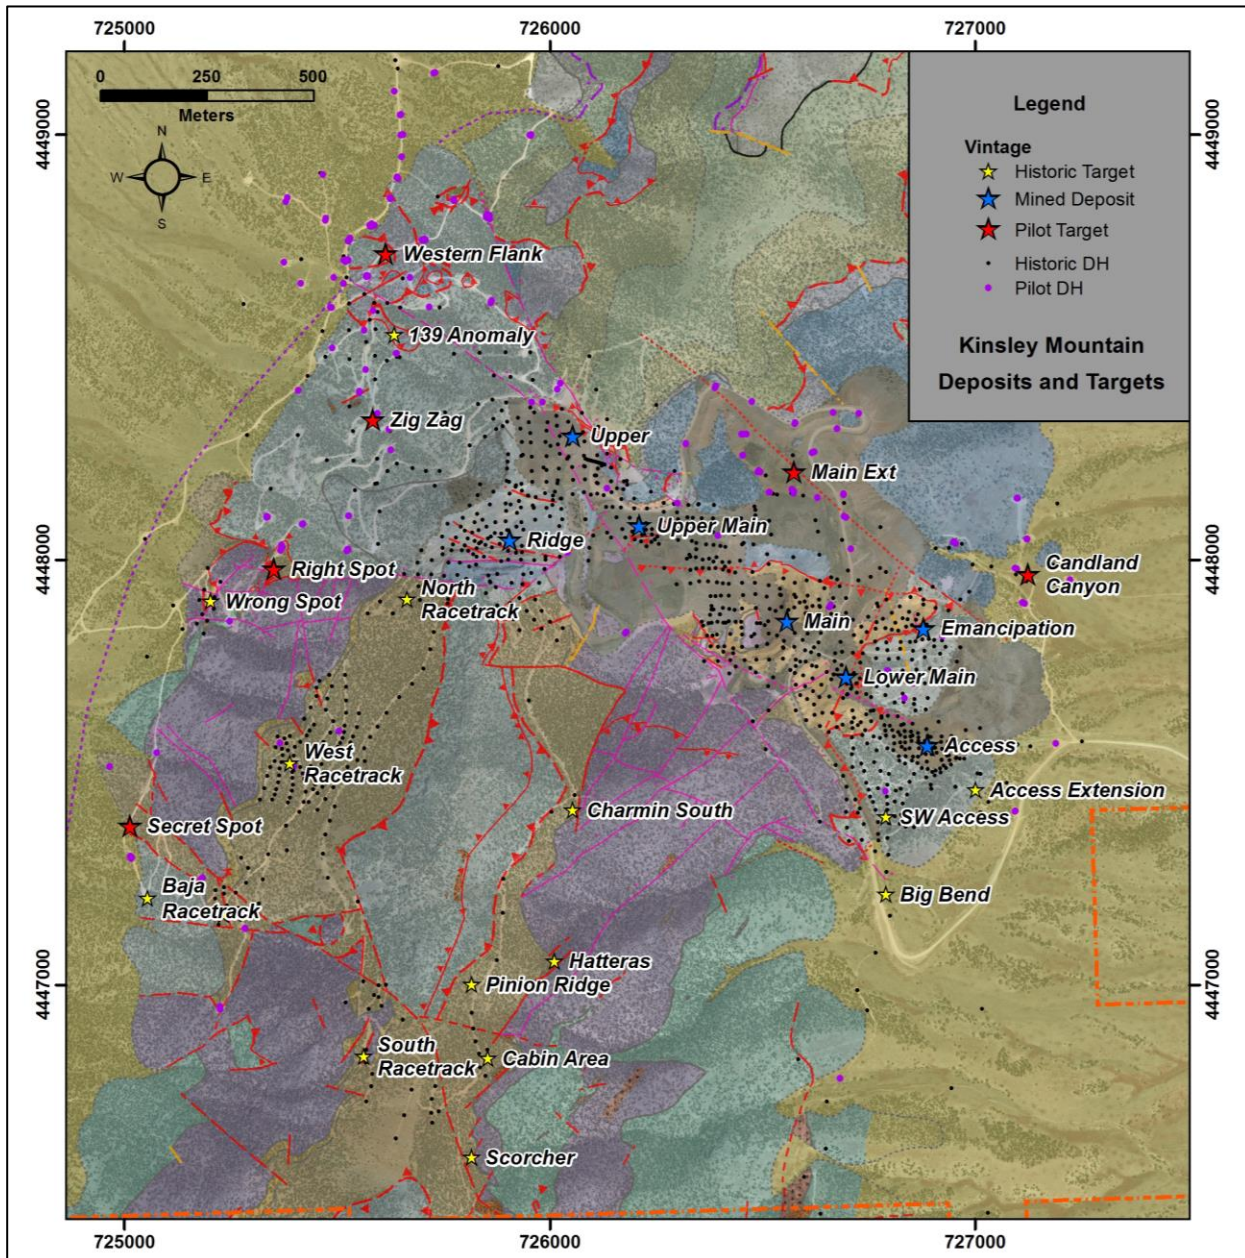 725000
726000
727000
0
250
500
Meters
N
W
E
S
4449000
4449000
Legend
Vintage
Historic Target
Mined Deposit
Pilot Target
Historic DH
Pilot DH
Kinsley Mountain
Deposits and Targets
Western Flank
139 Anomaly
Zig Zag
Upper
Main Ext
Upper Main
Ridge
4448000
4448000
Right Spot
Wrong Spot
North
Racetrack
Candland
Canyon
Main
Emancipation
Lower Main
West
Racetrack
Access
Access Extension
Charmin South
SW Access
Secret Spot
Baja
Racetrack
Big Bend
Hatteras
Pinion Ridge
4447000
4447000
South
Racetrack
Cabin Area
Scorcher
725000
726000
727000